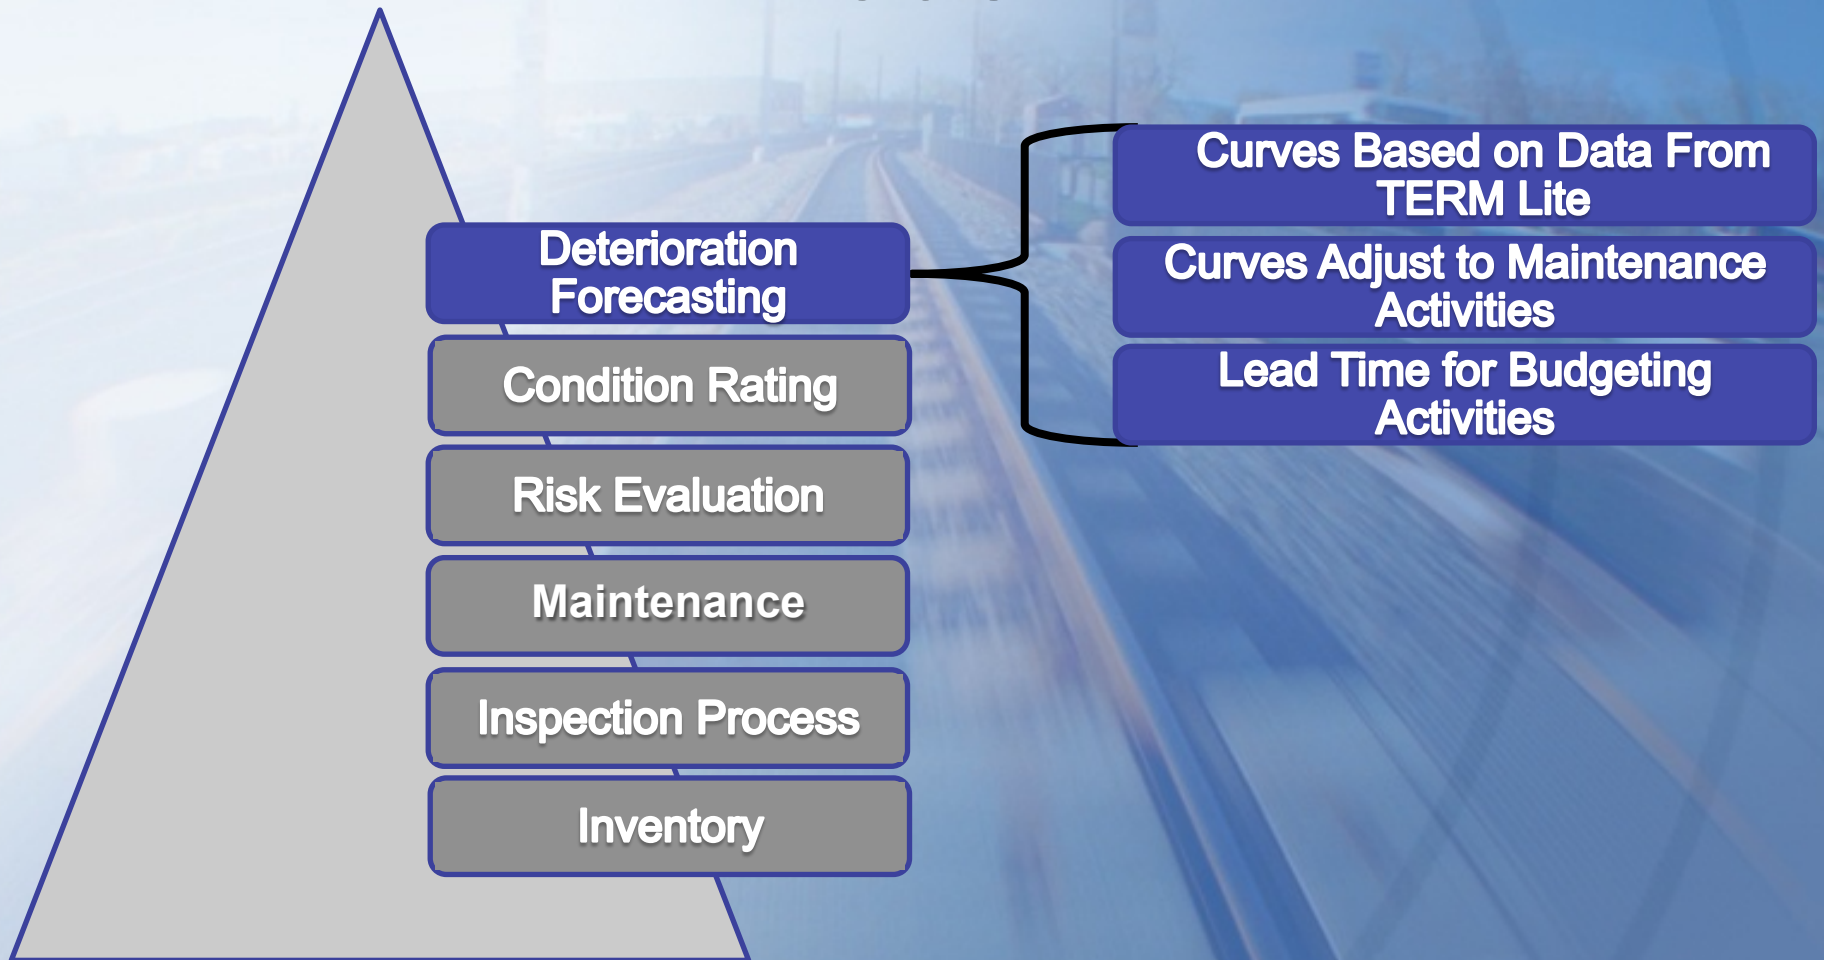 Deterioration
Forecasting
Condition Rating
Risk Evaluation
Maintenance
Inspection Process
Inventory
Curves Based on Data From
TERM Lite
Curves Adjust to Maintenance
Activities
Lead Time for Budgeting
Activities